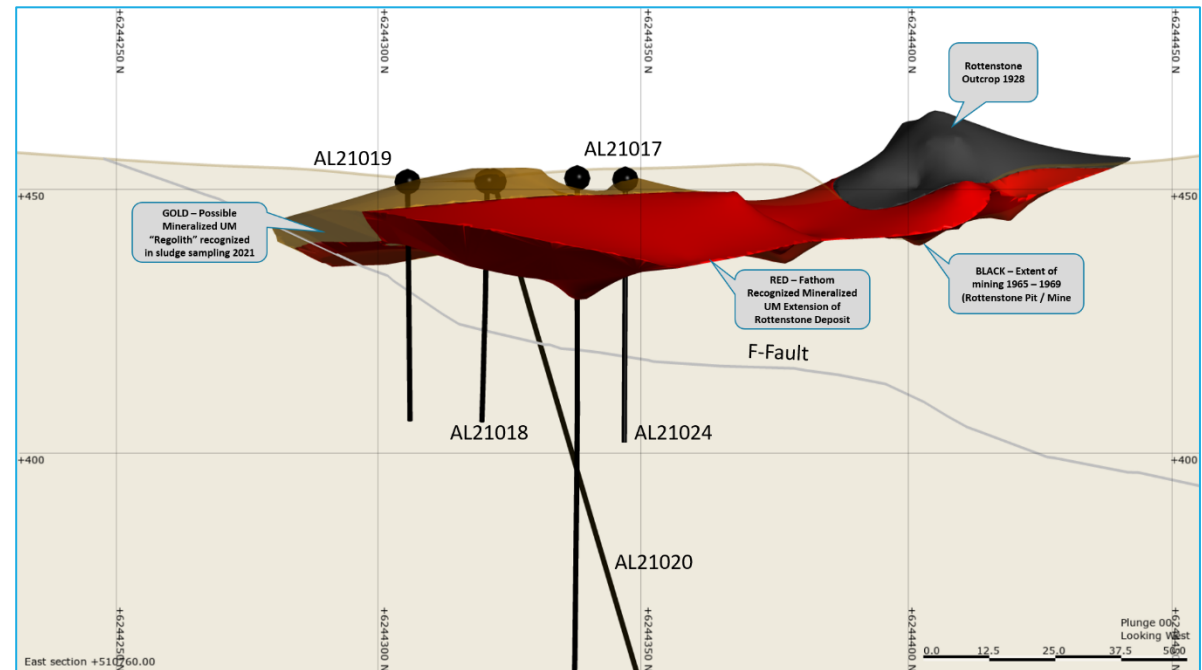 +6244250 N
+6244300 N
+6244350 N
+6244400 N
+6244450 N
Rottenstone
Outcrop 1928
AL21019
AL21017
+450
+450
GOLD – Possible
Mineralized UM
“Regolith” recognized
in sludge sampling 2021
RED – Fathom
Recognized Mineralized
UM Extension of
Rottenstone Deposit
BLACK – Extent of
mining 1965 – 1969
(Rottenstone Pit / Mine
F-Fault
AL21018
AL21024
+400
+400
AL21020
+6244250 N
+6244300 N
+6244350 N
+6244400 N
+6244450 N
Plunge 00
Looking West
0.0 12.5 25.0 37.5 50.0
East section +510760.00